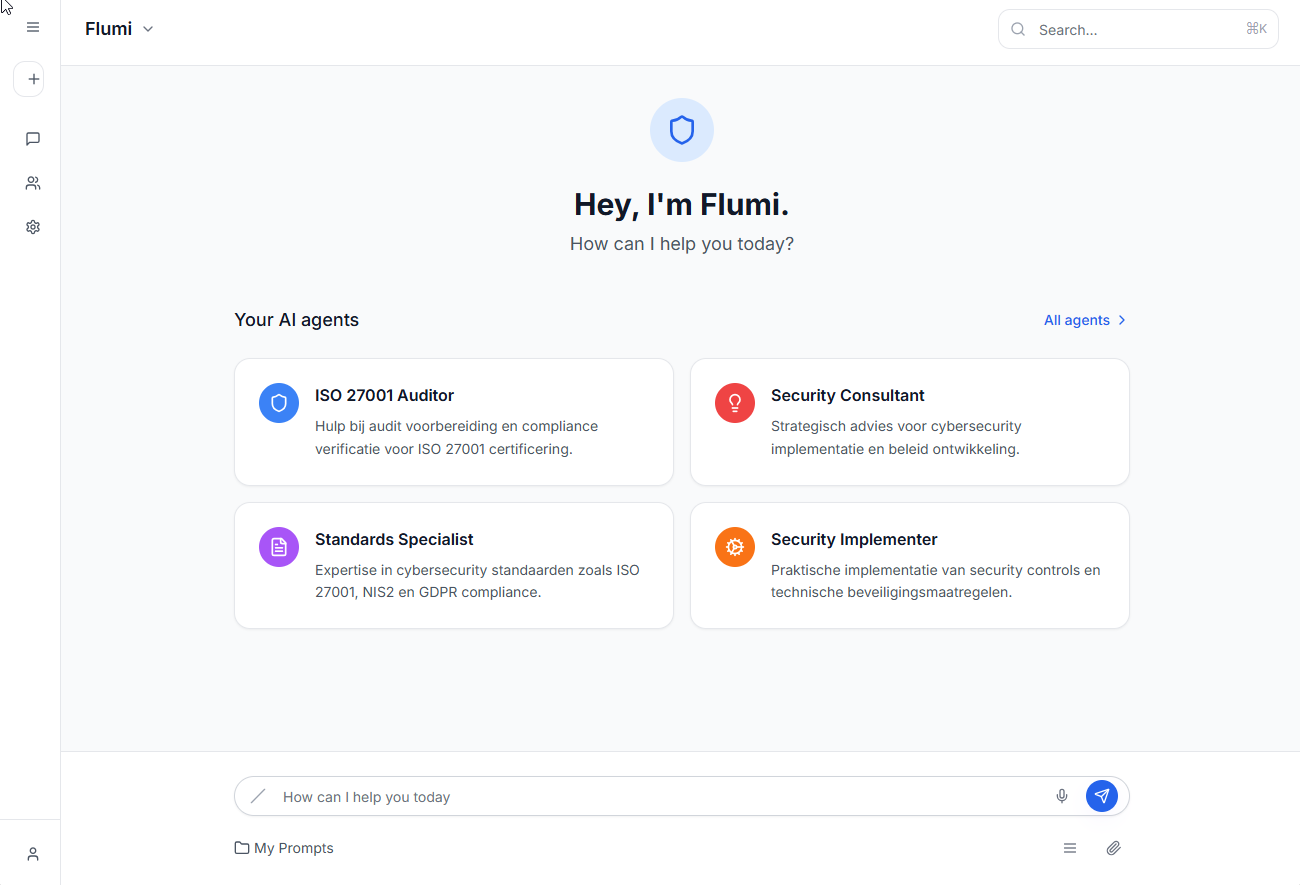 Flumi
Search...
⌘K
Hey, I'm Flumi.
How can I help you today?
Your AI agents
All agents
ISO 27001 Auditor
Hulp bij audit voorbereiding en compliance
verificatie voor ISO 27001 certificering.
Security Consultant
Strategisch advies voor cybersecurity
implementatie en beleid ontwikkeling.
Standards Specialist
Expertise in cybersecurity standaarden zoals ISO
27001, NIS2 en GDPR compliance.
Security Implementer
Praktische implementatie van security controls en
technische beveiligingsmaatregelen.
How can I help you today
My Prompts